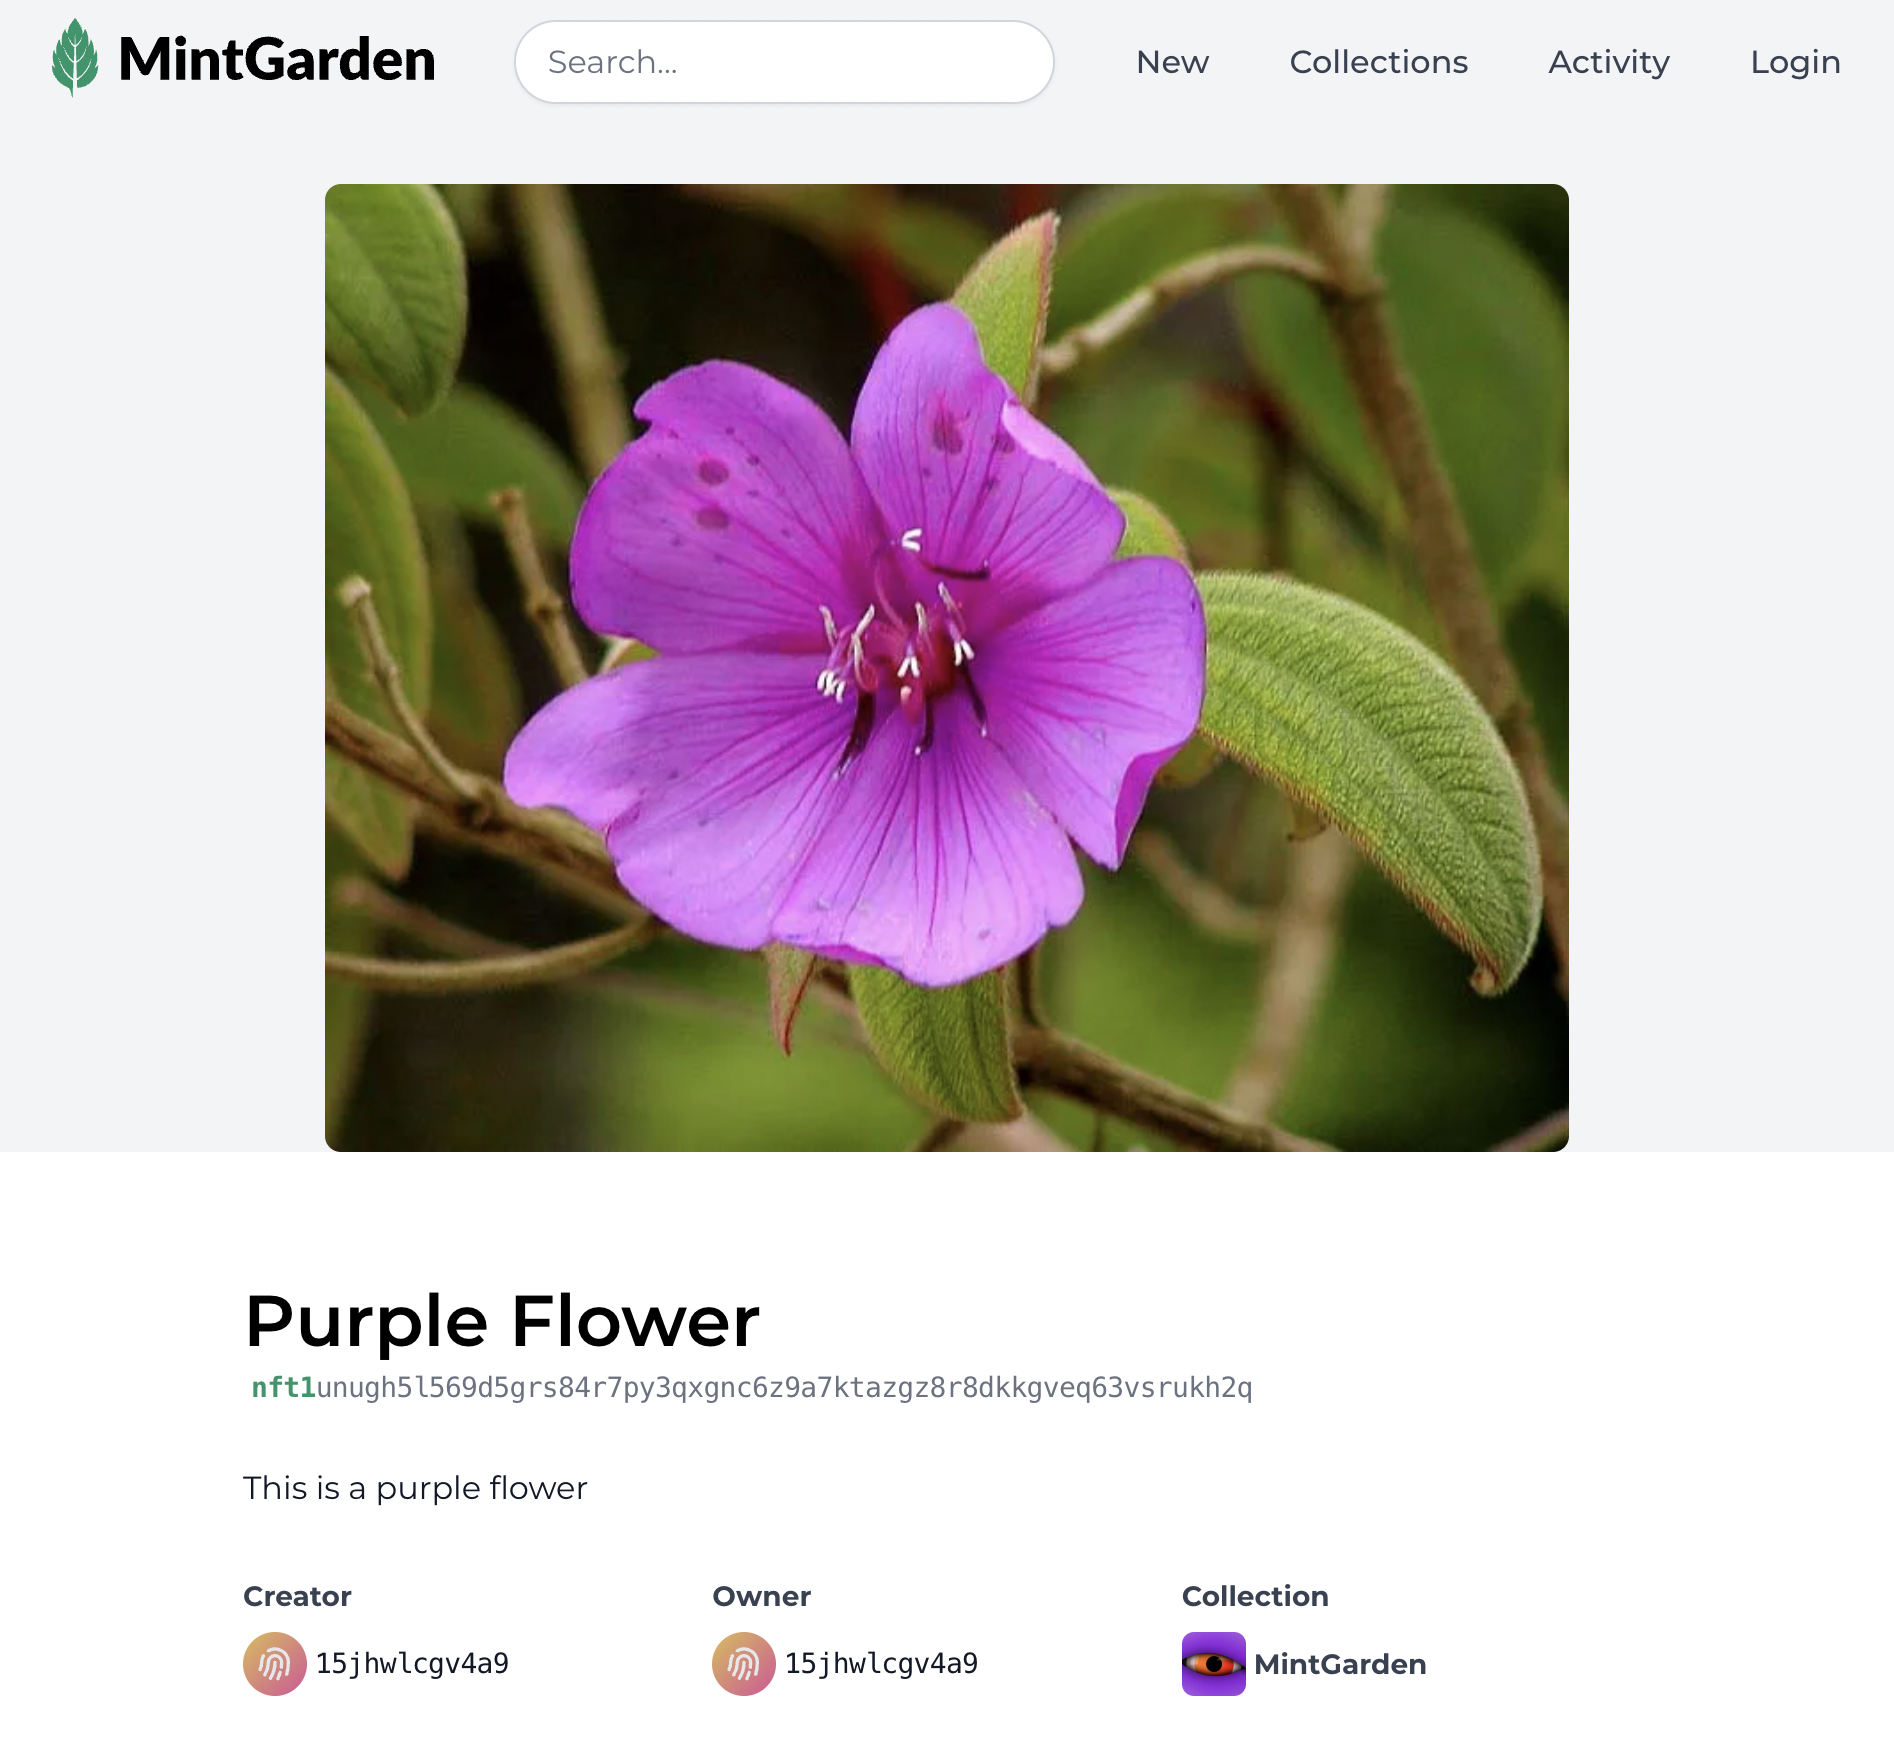 MintGarden
Search...
New
Collections
Activity
Login
Purple Flower
nft1unugh5l569d5grs84r7py3qxgnc6z9a7ktazgz8r8dkkgveq63vsrukh2q
This is a purple flower
Creator
Owner
Collection
15jhwlcgv4a9
15jhwlcgv4a9
MintGarden